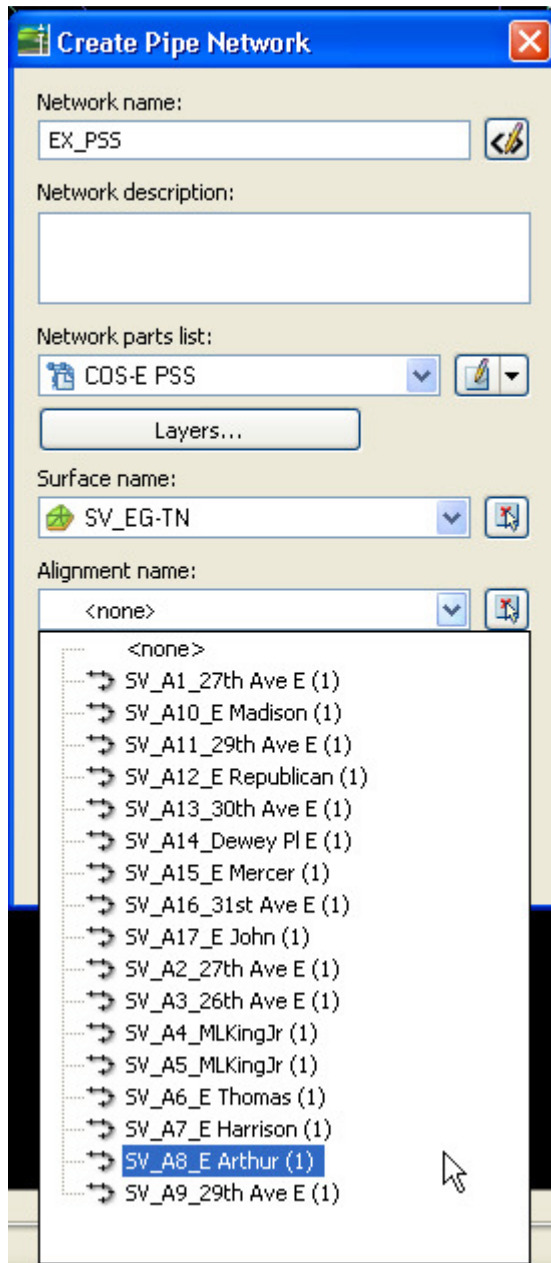 Create Pipe Network
Network name:
EX_PSS
Network description:
Network parts list:
COS-E PSS
Layers...
Surface name:
SV_EG-TN
Alignment name:
<none>
<none>
SV_A1_27th Ave E (1)
SV_A10_E Madison (1)
SV_A11_29th Ave E (1)
SV_A12_E Republican (1)
SV_A13_30th Ave E (1)
SV_A14_Dewey Pl E (1)
SV_A15_E Mercer (1)
SV_A16_31st Ave E (1)
SV_A17_E John (1)
SV_A2_27th Ave E (1)
SV_A3_26th Ave E (1)
SV_A4_MLKingJr (1)
SV_A5_MLKingJr (1)
SV_A6_E Thomas (1)
SV_A7_E Harrison (1)
SV_A8_E Arthur (1)
SV_A9_29th Ave E (1)